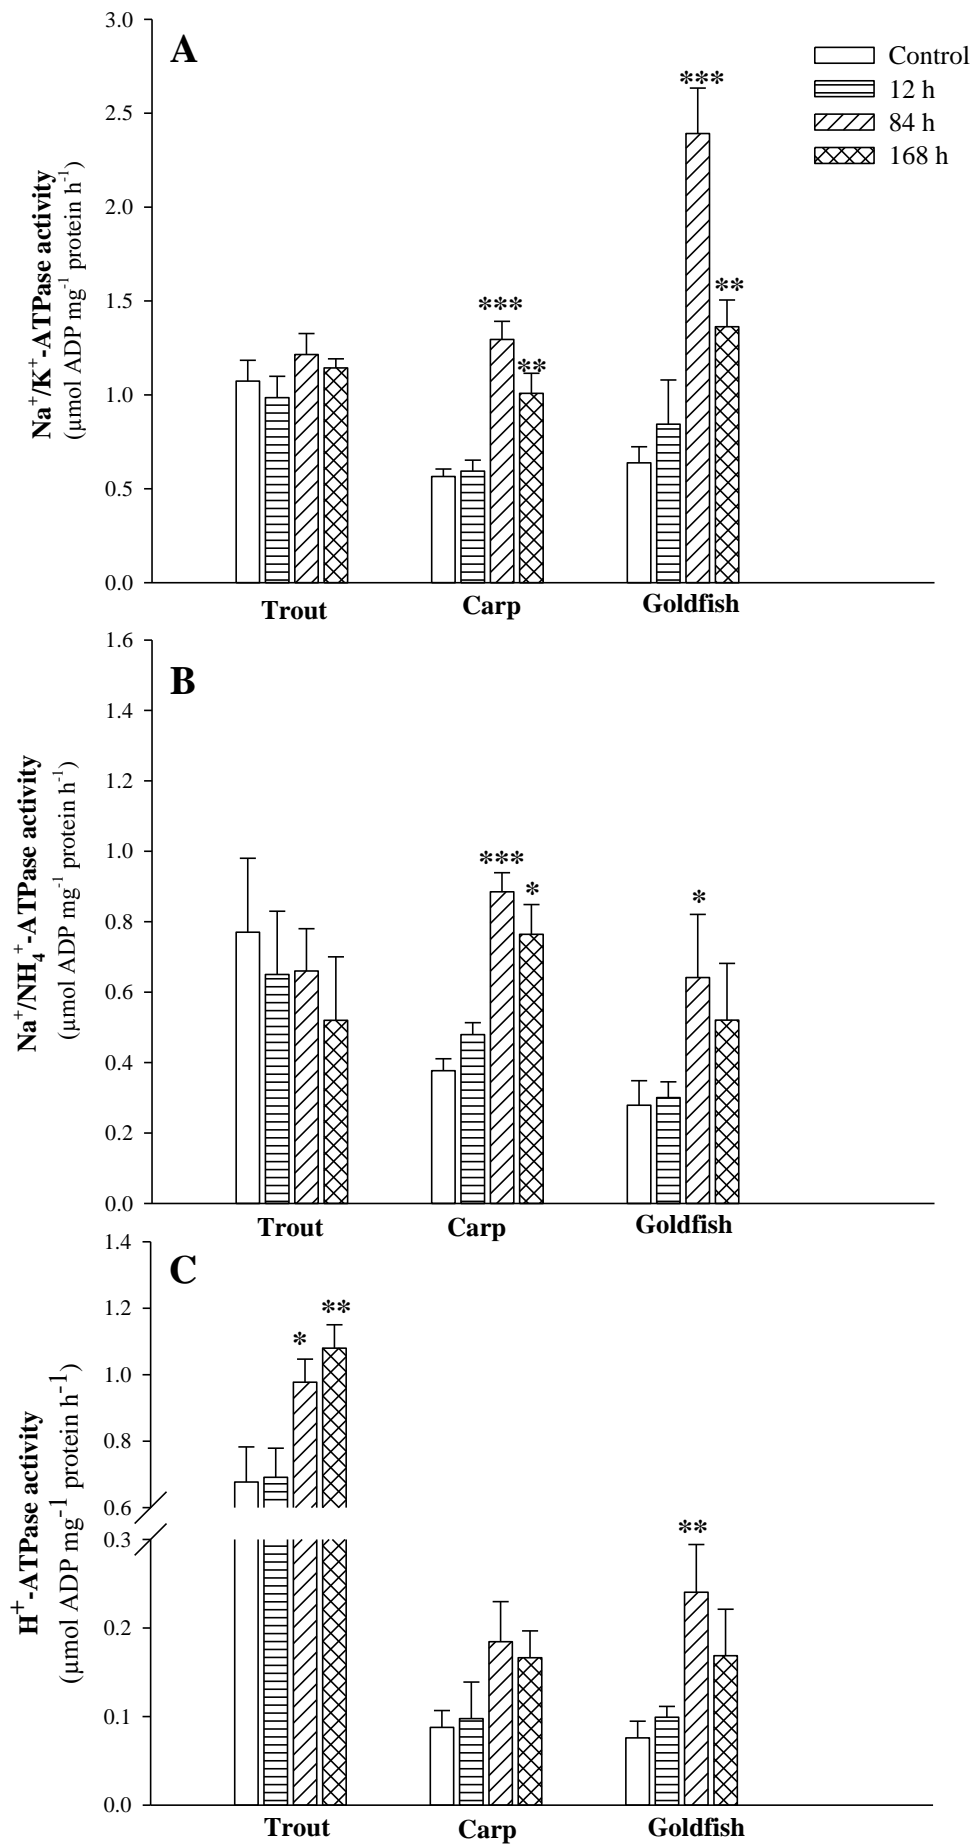 A
Control
12 h
84 h
168 h
Na⁺/K⁺-ATPase activity
(µmol ADP mg⁻¹ protein h⁻¹)
3.0
2.5
2.0
1.5
1.0
0.5
0.0
***
**
***
**
Trout Carp Goldfish
B
Na⁺/NH₄⁺-ATPase activity
(µmol ADP mg⁻¹ protein h⁻¹)
1.6
1.4
1.2
1.0
0.8
0.6
0.4
0.2
0.0
***
*
*
Trout Carp Goldfish
C
H⁺-ATPase activity
(µmol ADP mg⁻¹ protein h⁻¹)
1.4
1.2
1.0
0.8
0.6
0.3
0.2
0.1
0.0
*
**
**
Trout Carp Goldfish